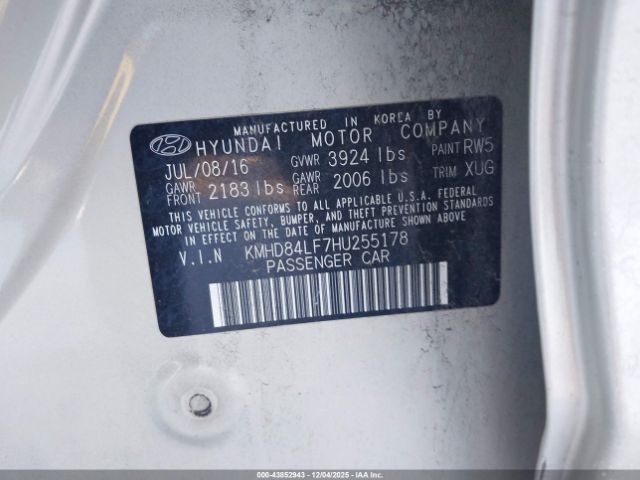 MANUFACTURED IN KOREA BY
HYUNDAI MOTOR COMPANY
JUL/08/16 GVWR 3924 lbs PAINT RW5
GAWR FRONT 2183 lbs GAWR REAR 2006 lbs TRIM XUG
THIS VEHICLE CONFORMS TO ALL APPLICABLE U.S.A. FEDERAL
MOTOR VEHICLE SAFETY, BUMPER, AND THEFT PREVENTION STANDARDS
IN EFFECT ON THE DATE OF MANUFACTURE SHOWN ABOVE.
V.I.N KMHD84LF7HU255178
PASSENGER CAR
000-43852943 12/04/2025 - COPYRIGHT IAA, LLC.